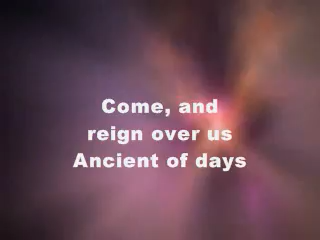 Come, and
reign over us
Ancient of days